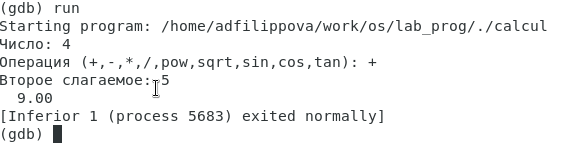 (gdb) run
Starting program: /home/adfilippova/work/os/lab_prog/./calcul
Число: 4
Операция (+,-,*,/,pow,sqrt,sin,cos,tan): +
Второе слагаемое: 5
  9.00
[Inferior 1 (process 5683) exited normally]
(gdb)